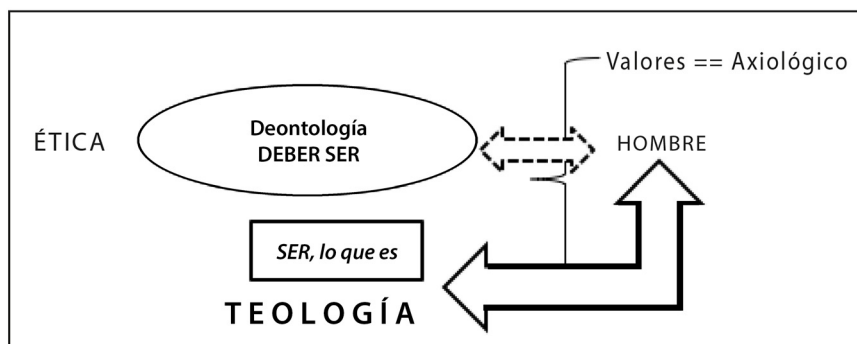 Valores == Axiológico
ÉTICA
Deontología
DEBER SER
HOMBRE
SER, lo que es
TEOLOGÍA